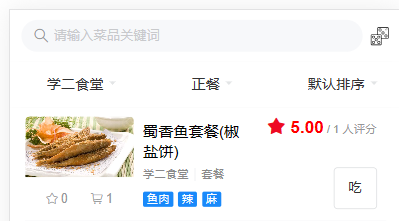 请输入菜品关键词
学二食堂 正餐 默认排序
蜀香鱼套餐(椒
盐饼)
5.00 / 1 人评分
学二食堂 套餐
吃
0 1 鱼肉 辣 麻